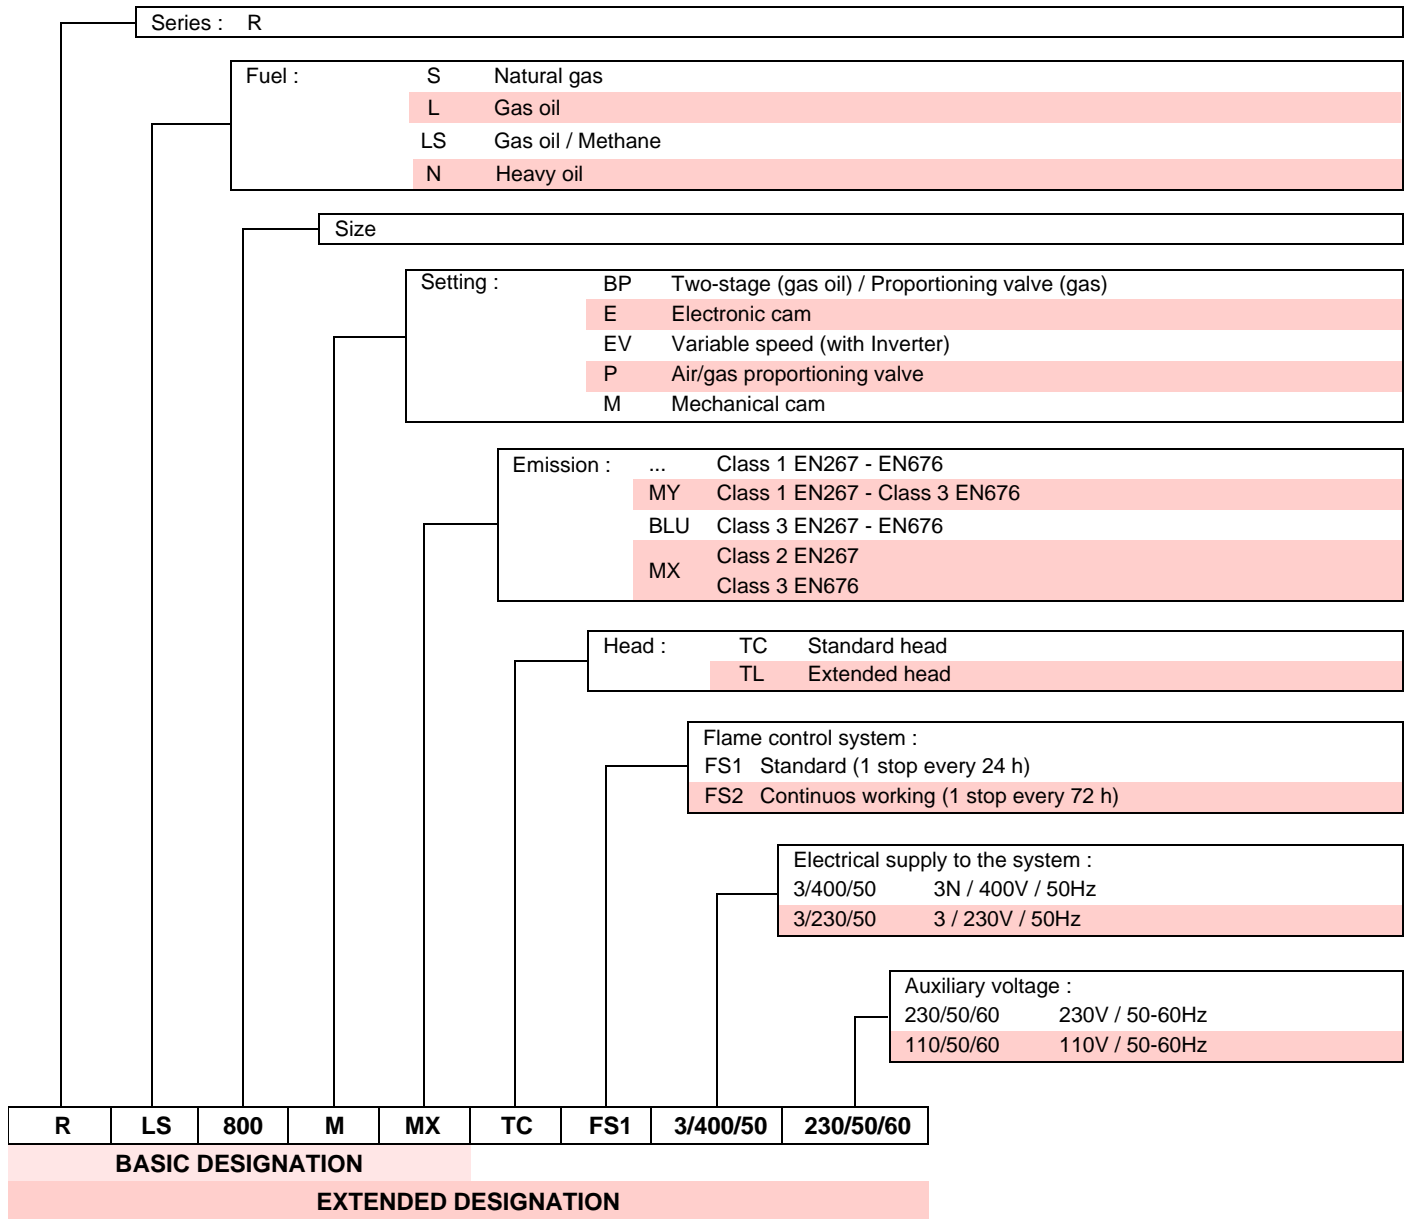 Series : R
Fuel : S Natural gas
L Gas oil
LS Gas oil / Methane
N Heavy oil
Size
Setting : BP Two-stage (gas oil) / Proportioning valve (gas)
E Electronic cam
EV Variable speed (with Inverter)
P Air/gas proportioning valve
M Mechanical cam
Emission : ... Class 1 EN267 - EN676
MY Class 1 EN267 - Class 3 EN676
BLU Class 3 EN267 - EN676
MX Class 2 EN267
Class 3 EN676
Head : TC Standard head
TL Extended head
Flame control system :
FS1 Standard (1 stop every 24 h)
FS2 Continuos working (1 stop every 72 h)
Electrical supply to the system :
3/400/50 3N / 400V / 50Hz
3/230/50 3 / 230V / 50Hz
Auxiliary voltage :
230/50/60 230V / 50-60Hz
110/50/60 110V / 50-60Hz
R LS 800 M MX TC FS1 3/400/50 230/50/60
BASIC DESIGNATION
EXTENDED DESIGNATION